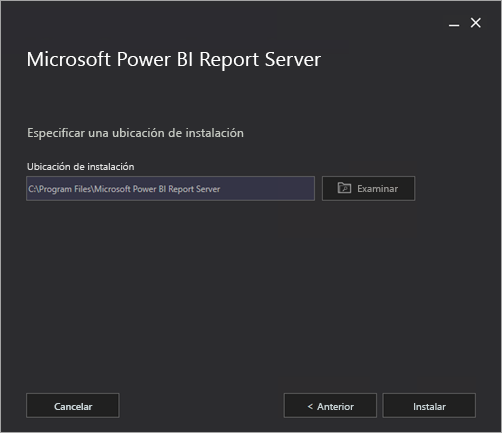 Microsoft Power BI Report Server
Especificar una ubicación de instalación
Ubicación de instalación
C:\Program Files\Microsoft Power BI Report Server
Examinar
Cancelar
< Anterior
Instalar